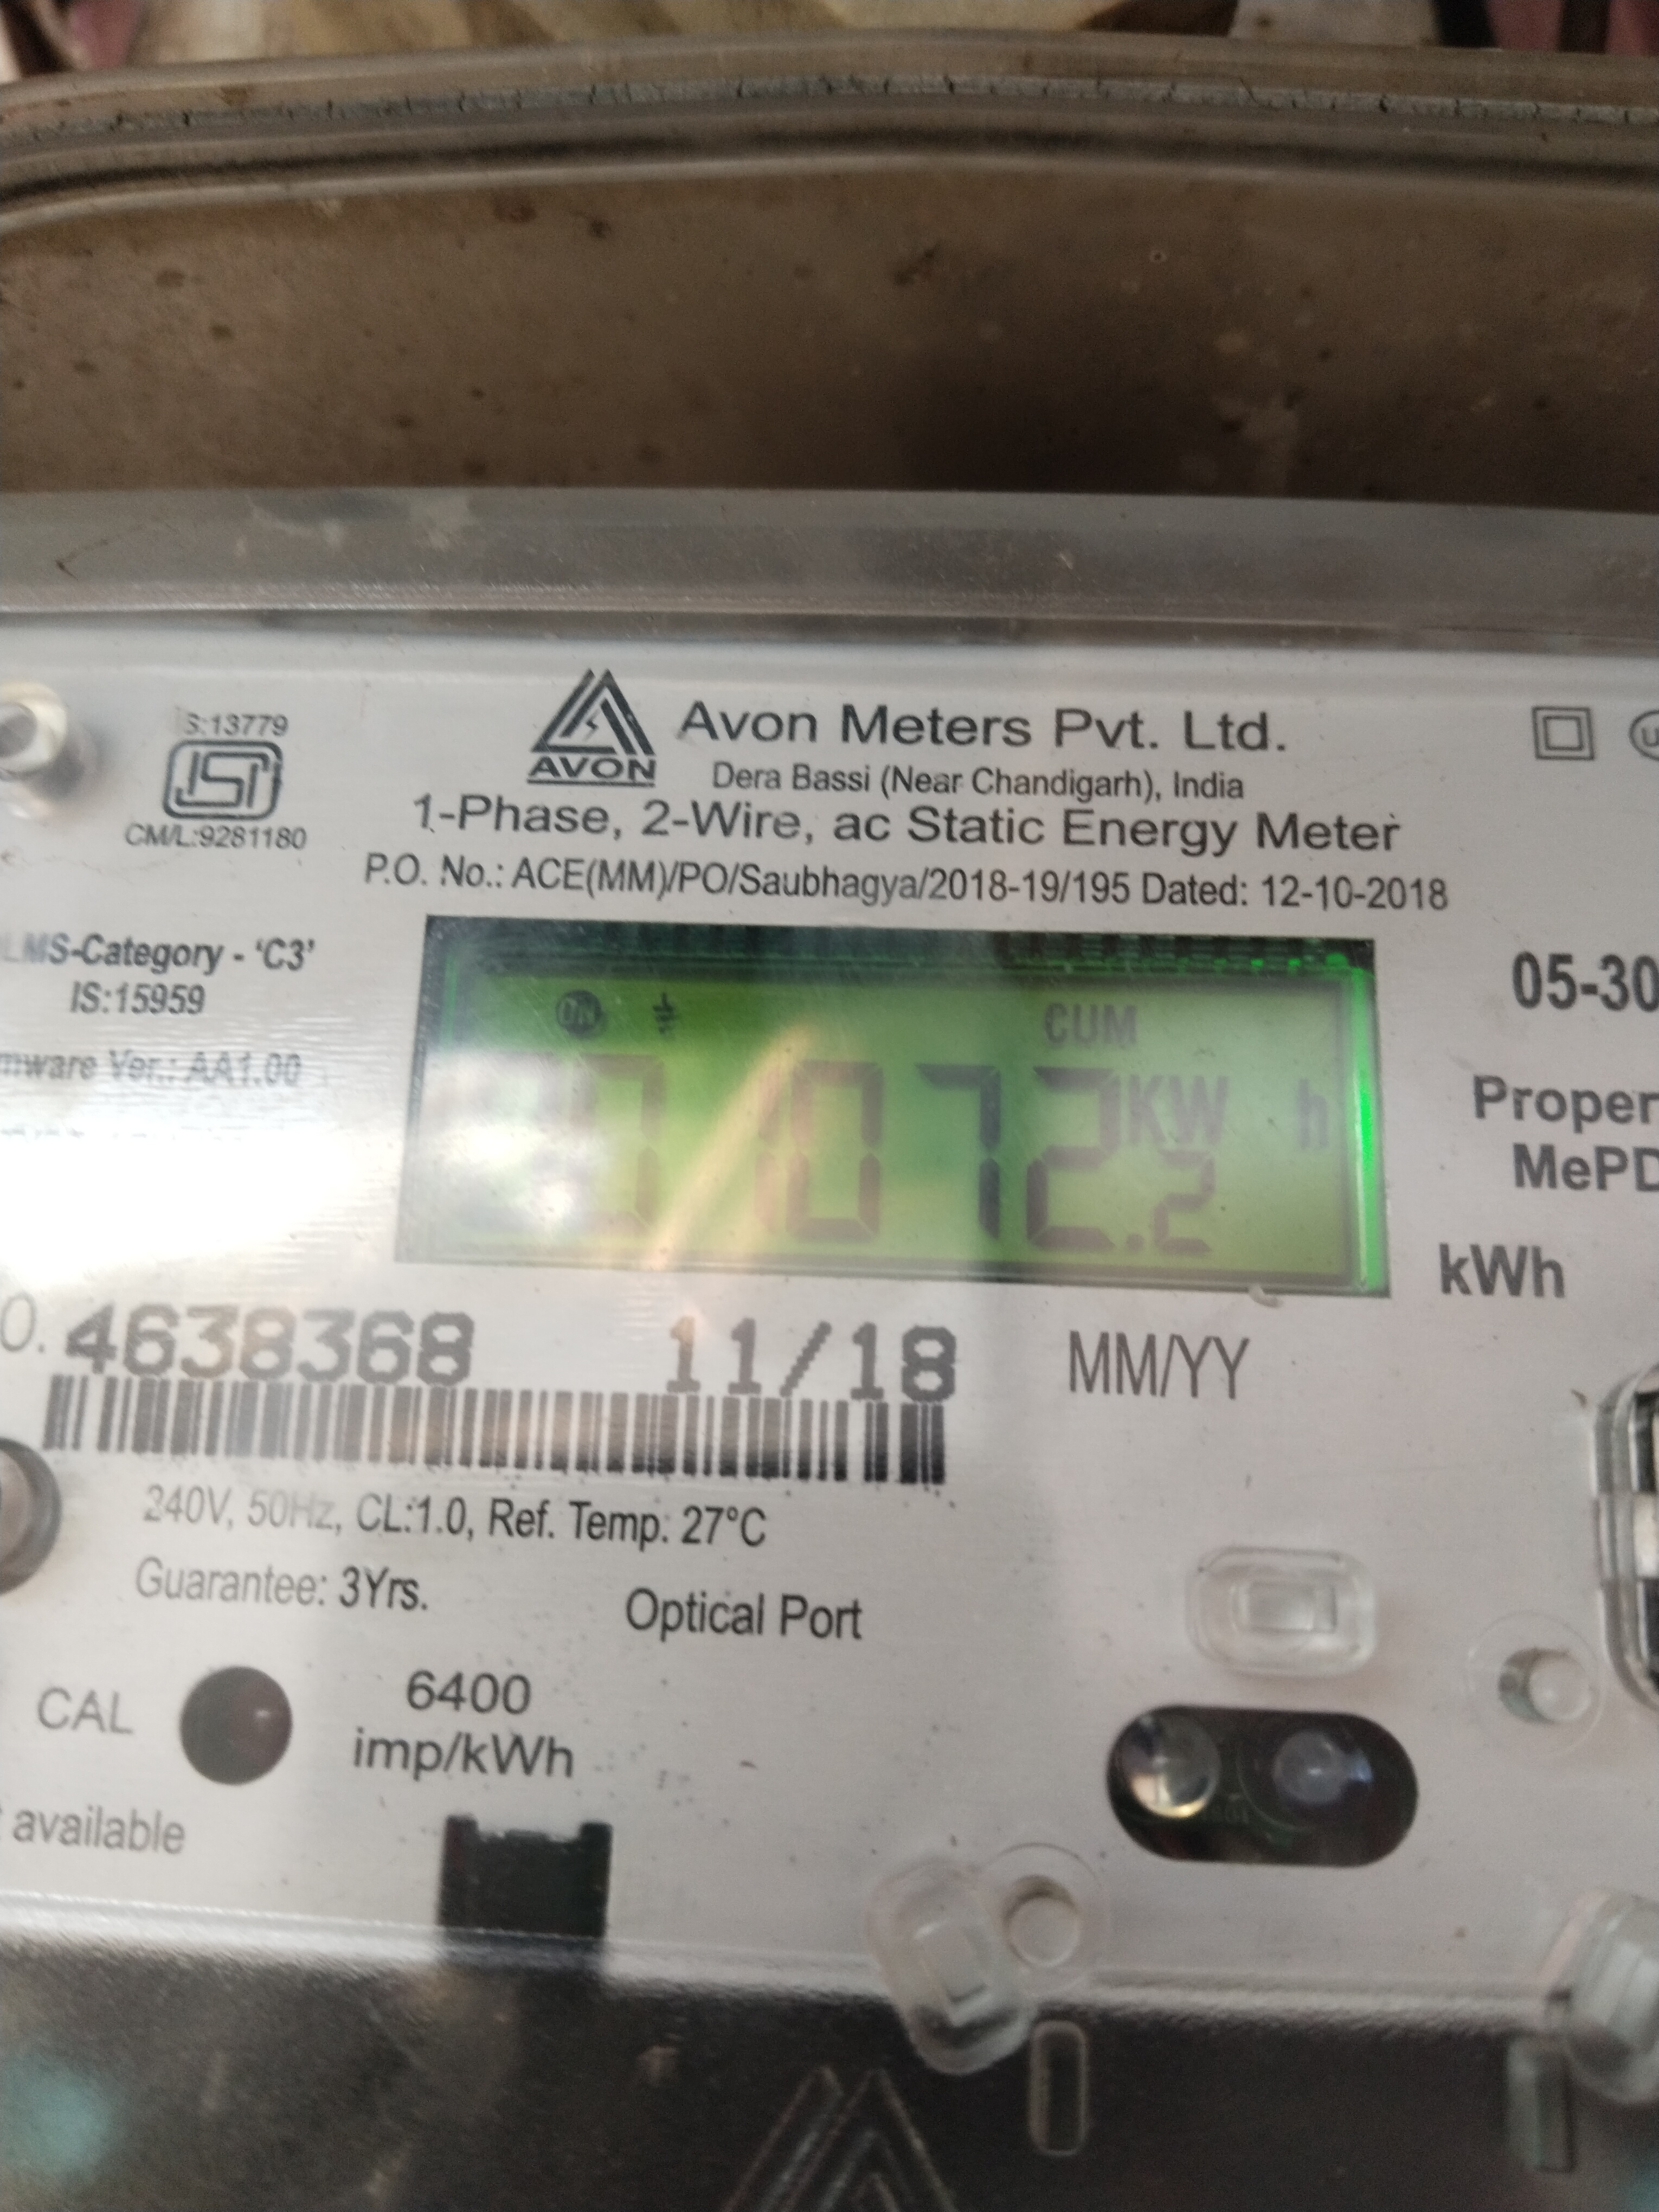 S:13779
ISI
CM/L:9281180
AVON
Avon Meters Pvt. Ltd.
Dera Bassi (Near Chandigarh), India
1-Phase, 2-Wire, ac Static Energy Meter
P.O. No.: ACE(MM)/PO/Saubhagya/2018-19/195 Dated: 12-10-2018
LMS-Category - 'C3'
IS:15959
mware Ver.: AA1.00
05-30
CUM
072.2
KW h
Proper
MePD
kWh
O. 4638368 11/18 MM/YY
240V, 50Hz, CL:1.0, Ref. Temp. 27°C
Guarantee: 3Yrs.
Optical Port
CAL
6400
imp/kWh
available